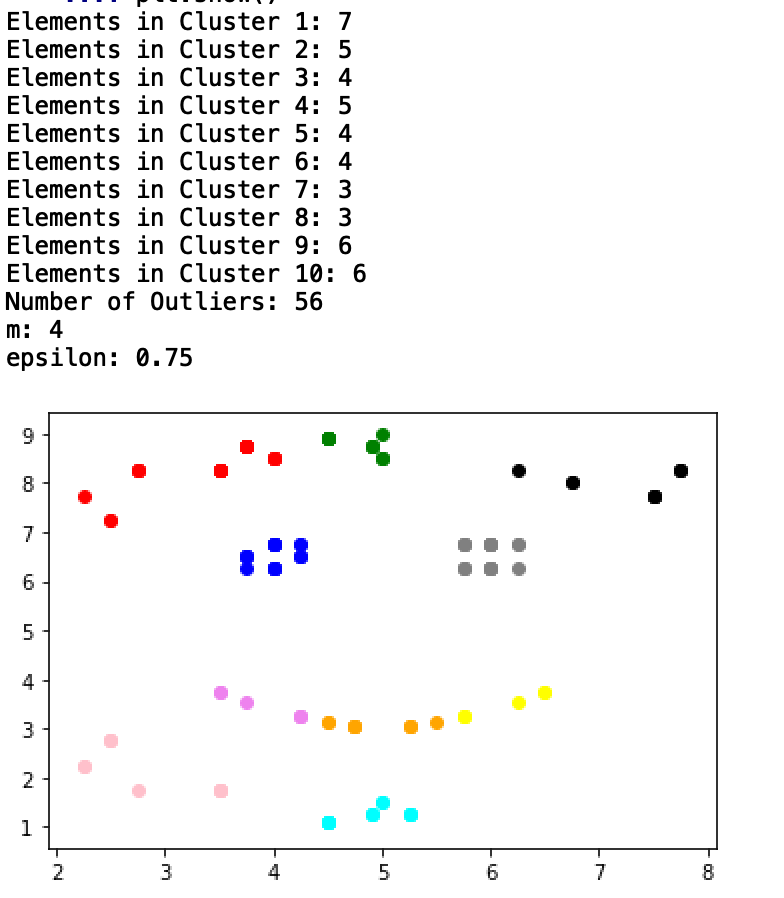 plt.show()
Elements in Cluster 1: 7
Elements in Cluster 2: 5
Elements in Cluster 3: 4
Elements in Cluster 4: 5
Elements in Cluster 5: 4
Elements in Cluster 6: 4
Elements in Cluster 7: 3
Elements in Cluster 8: 3
Elements in Cluster 9: 6
Elements in Cluster 10: 6
Number of Outliers: 56
m: 4
epsilon: 0.75
9
8
7
6
5
4
3
2
1
2 3 4 5 6 7 8